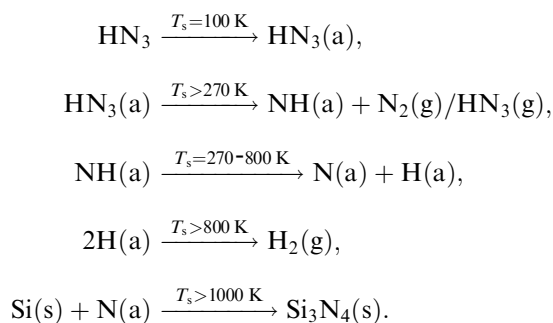 HN₃ —Tₛ=100 K→ HN₃(a),
HN₃(a) —Tₛ>270 K→ NH(a) + N₂(g)/HN₃(g),
NH(a) —Tₛ=270-800 K→ N(a) + H(a),
2H(a) —Tₛ>800 K→ H₂(g),
Si(s) + N(a) —Tₛ>1000 K→ Si₃N₄(s).